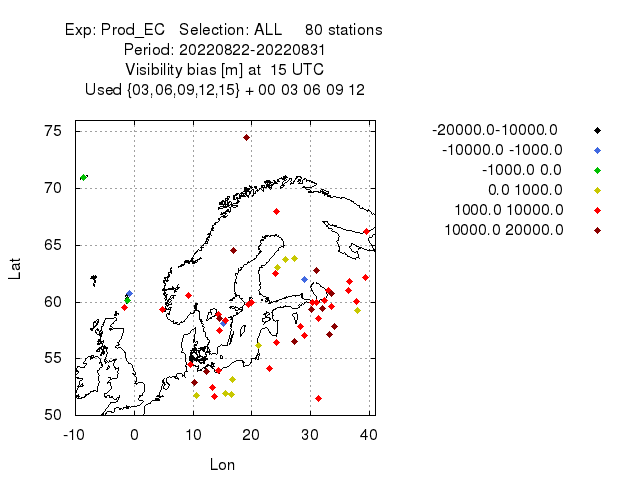 Exp: Prod_EC   Selection: ALL     80 stations
Period: 20220822-20220831
Visibility bias [m] at  15 UTC
Used {03,06,09,12,15} + 00 03 06 09 12
-20000.0-10000.0
-10000.0 -1000.0
-1000.0 0.0
0.0 1000.0
1000.0 10000.0
10000.0 20000.0
75
70
65
60
55
50
Lat
-10 0 10 20 30 40
Lon